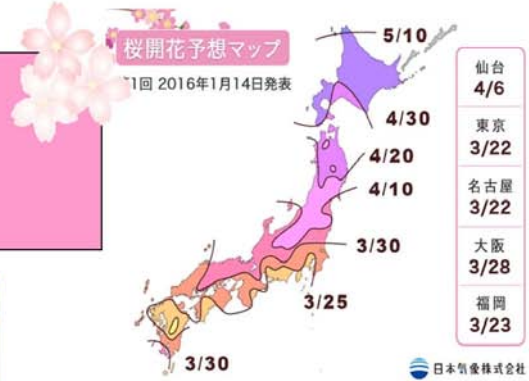 桜開花予想マップ
1回 2016年1月14日発表
5/10
4/30
4/20
4/10
3/30
3/25
3/30
仙台
4/6
東京
3/22
名古屋
3/22
大阪
3/28
福岡
3/23
日本気象株式会社